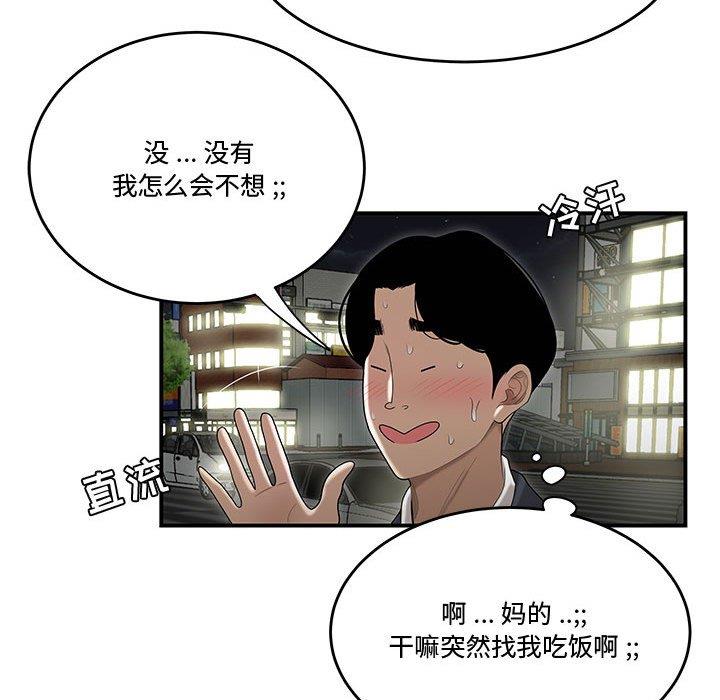 没 ... 没有
我怎么会不想 ;;
冷汗
直流
啊 ... 妈的 ..;;
干嘛突然找我吃饭啊 ;;